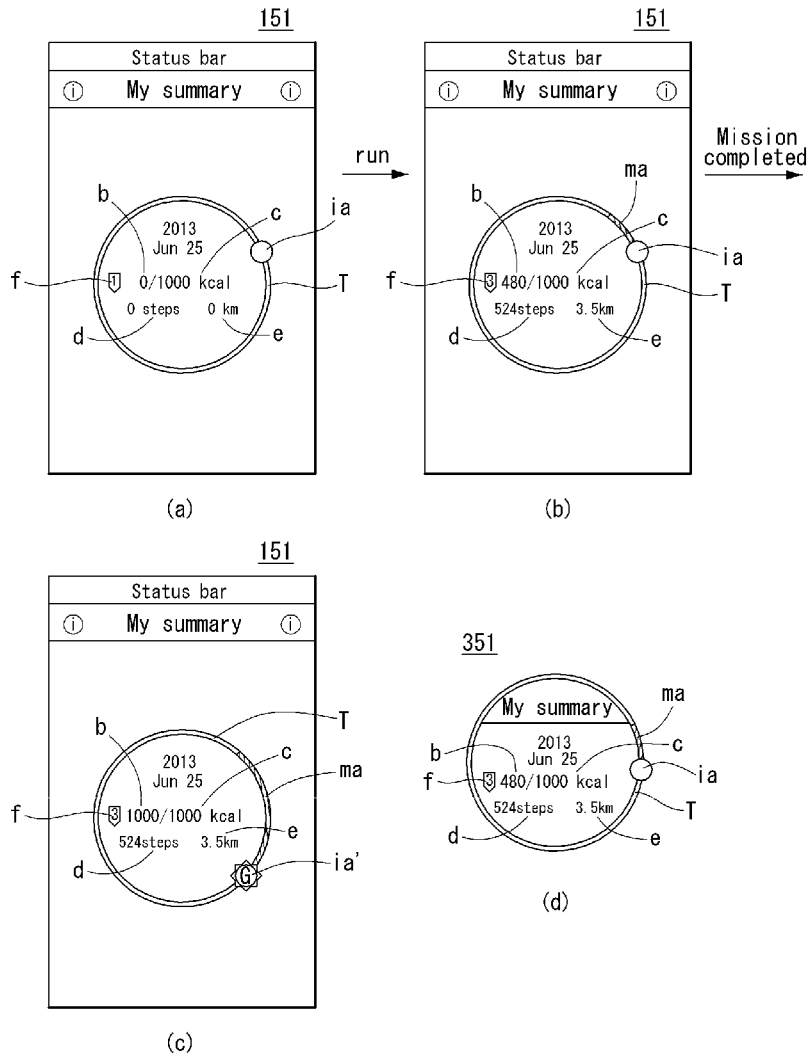 151
Status bar
i My summary i
b
c
ia
2013
Jun 25
f 1 0/1000 kcal T
0 steps 0 km
d
e
(a)
run
151
Status bar
i My summary i
ma
b
c
2013
Jun 25
ia
f 3 480/1000 kcal T
524steps 3.5km
d
e
(b)
Mission
completed
151
Status bar
i My summary i
T
b
c
ma
2013
Jun 25
f 3 1000/1000 kcal
524steps 3.5km e
d
G ia'
(c)
351
My summary
ma
b 2013 c
Jun 25
ia
f 3 480/1000 kcal
524steps 3.5km T
d
e
(d)